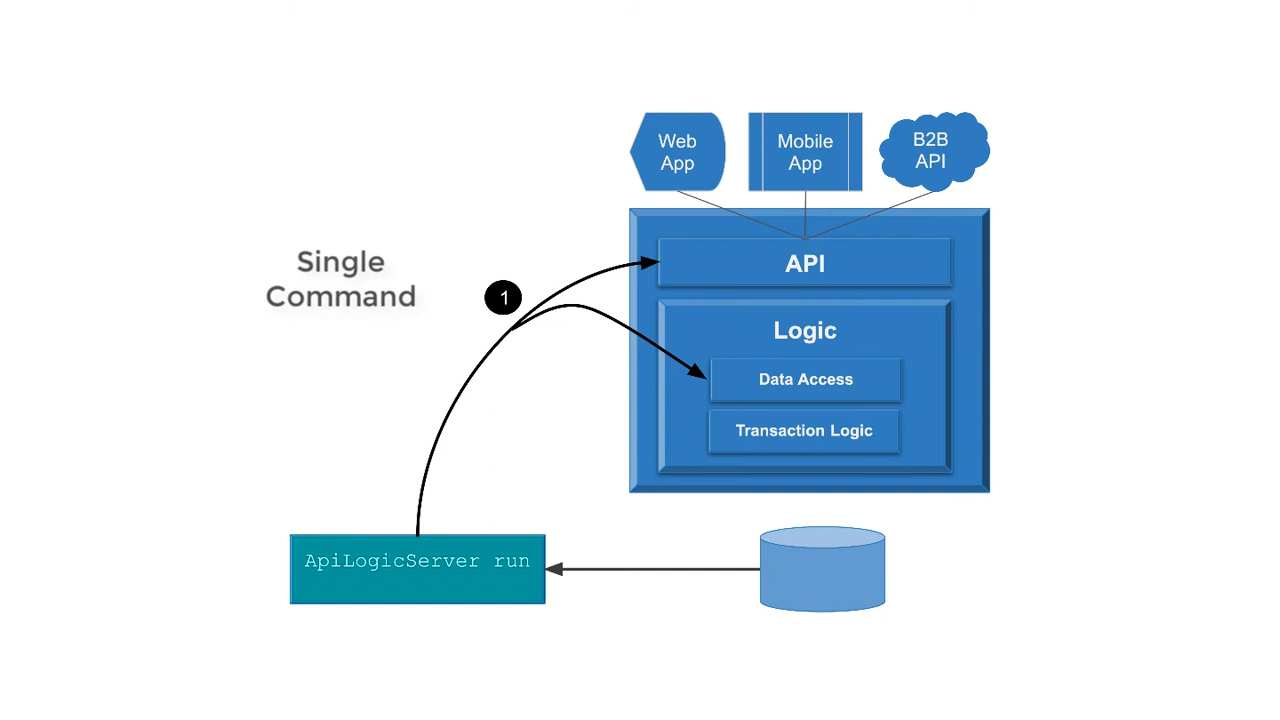 Web
App
Mobile
App
B2B
API
API
Single
Command
1
Logic
Data Access
Transaction Logic
ApiLogicServer run